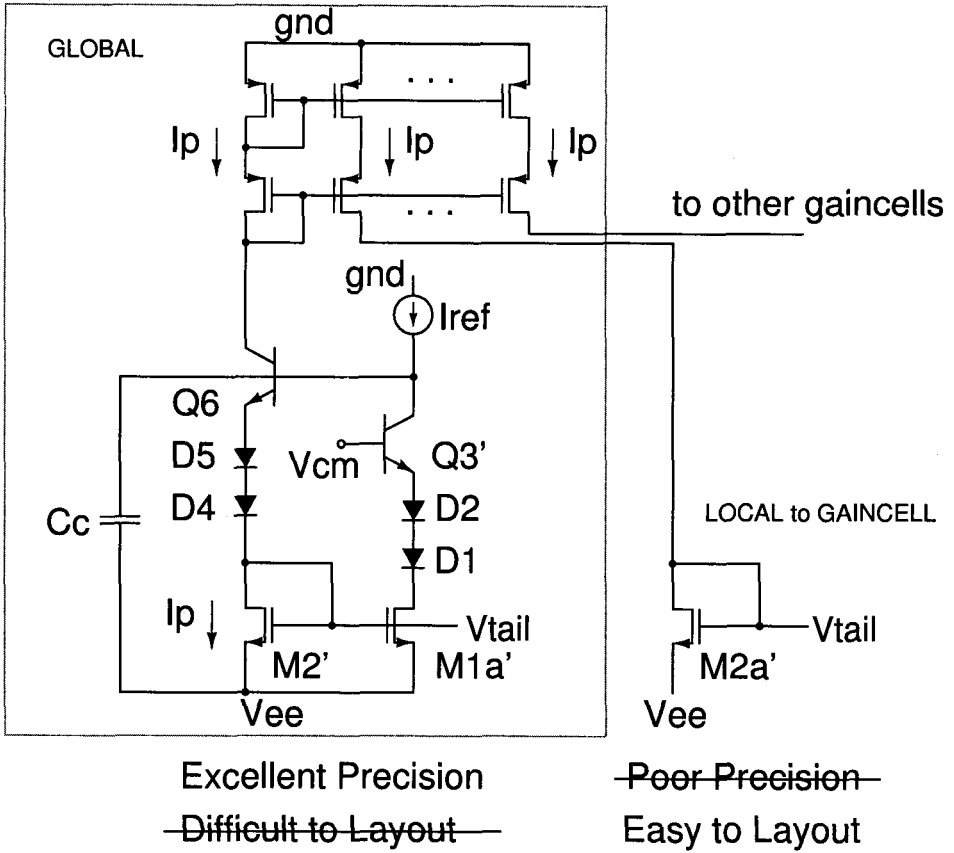 gnd
GLOBAL
. . .
Ip
Ip
Ip
. . .
to other gaincells
gnd
Iref
Q6
Vcm
Q3'
D5
D2
D4
Cc
LOCAL to GAINCELL
D1
Ip
Vtail
Vtail
M2'
M1a'
M2a'
Vee
Vee
Excellent Precision
Poor Precision
Difficult to Layout
Easy to Layout